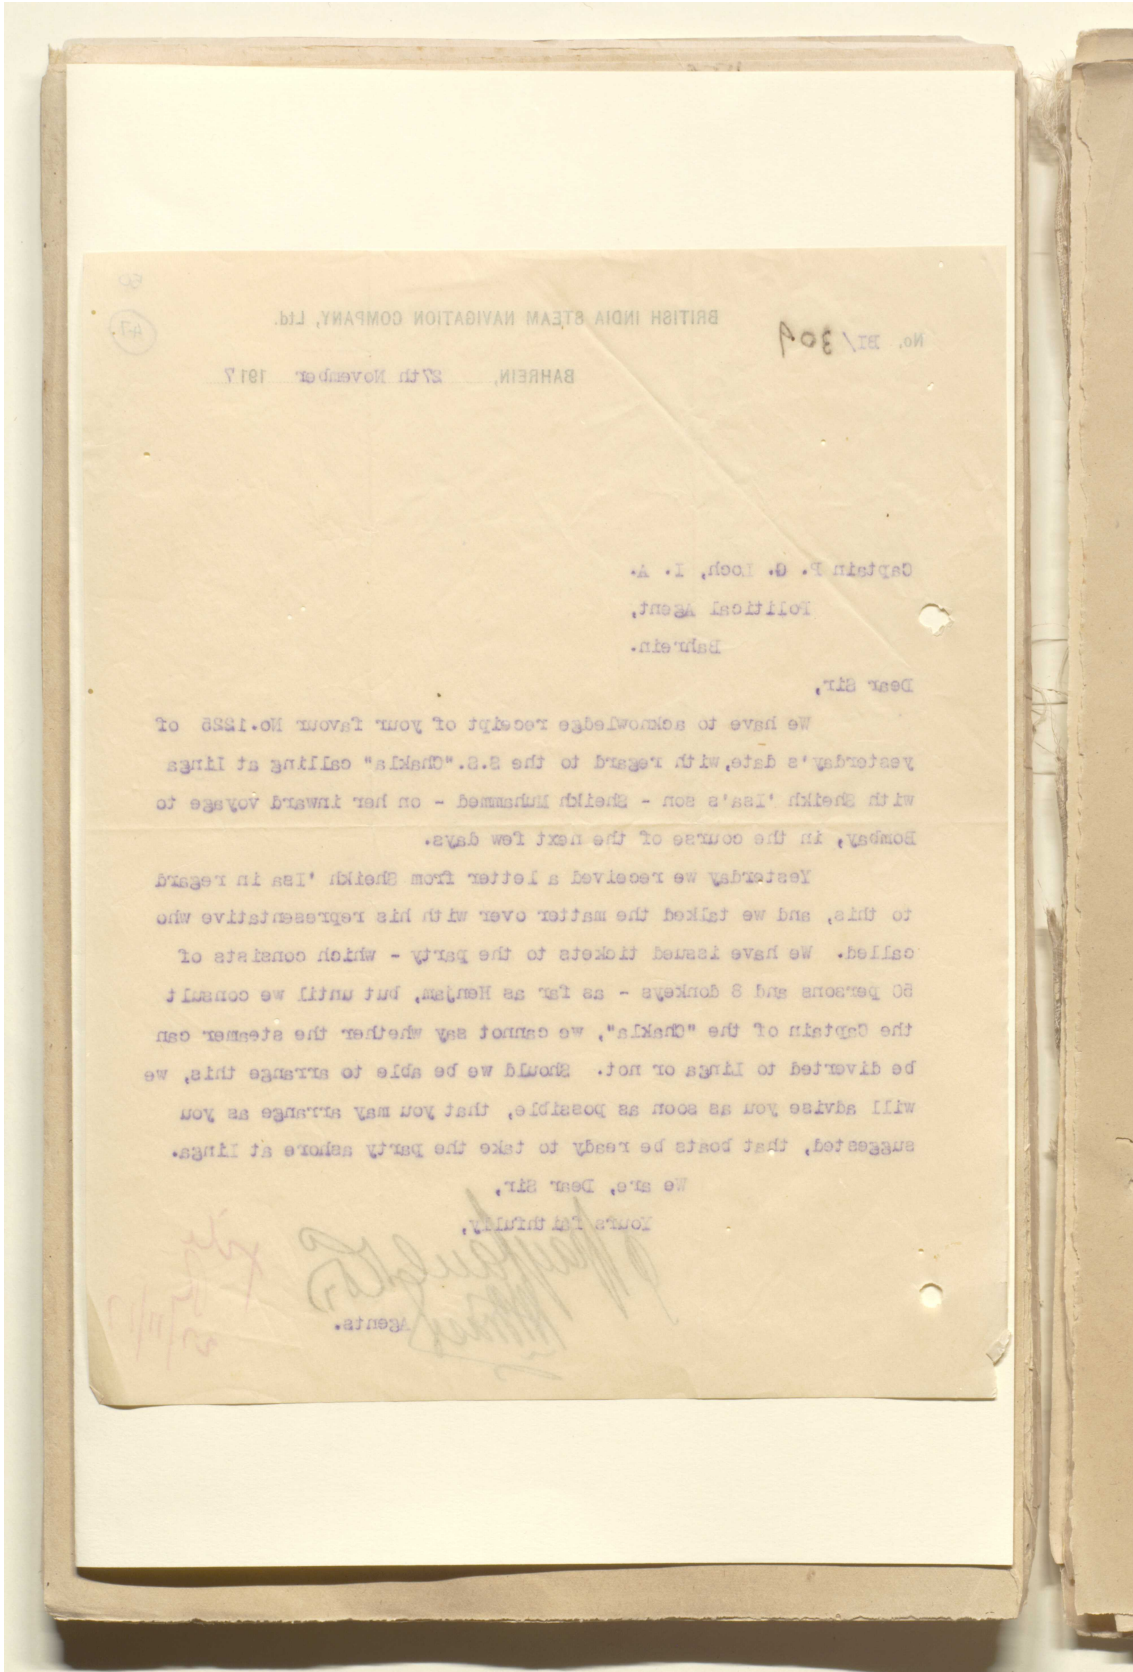 50
47
No. BI/309
BRITISH INDIA STEAM NAVIGATION COMPANY, Ltd.
BAHREIN, 27th November 1917
Captain P. G. Loch, I. A.
Political Agent,
Bahrein.
Dear Sir,
We have to acknowledge receipt of your favour No.1225 of
yesterday's date,with regard to the S.S."Chakla" calling at Linga
with Sheikh 'Isa's son - Sheikh Muhammed - on her inward voyage to
Bombay, in the course of the next few days.
Yesterday we received a letter from Sheikh 'Isa in regard
to this, and we talked the matter over with his representative who
called. We have issued tickets to the party - which consists of
50 persons and 8 donkeys - as far as Henjam, but until we consult
the Captain of the "Chakla", we cannot say whether the steamer can
be diverted to Linga or not. Should we be able to arrange this, we
will advise you as soon as possible, that you may arrange as you
suggested, that boats be ready to take the party ashore at Linga.
We are, Dear Sir,
Yours faithfully,
Agents.